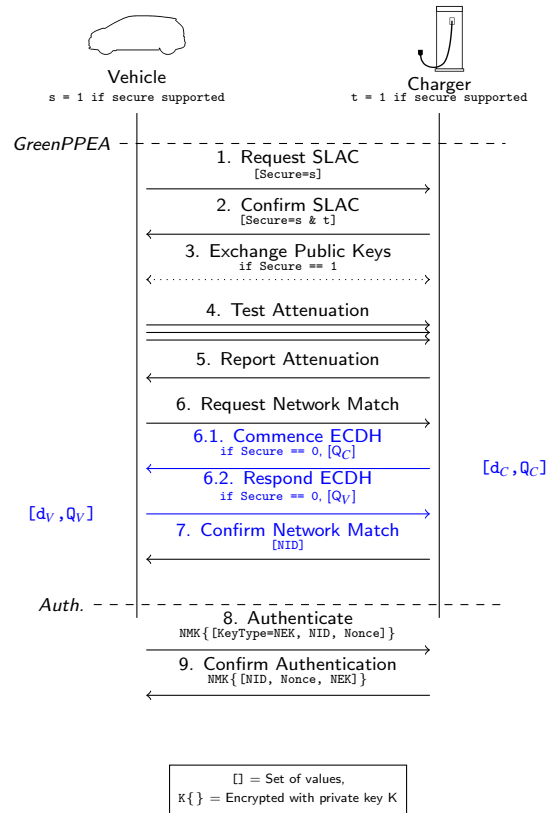 Vehicle
s = 1 if secure supported
Charger
t = 1 if secure supported
GreenPPEA
1. Request SLAC
[Secure=s]
2. Confirm SLAC
[Secure=s & t]
3. Exchange Public Keys
if Secure == 1
4. Test Attenuation
5. Report Attenuation
6. Request Network Match
6.1. Commence ECDH
if Secure == 0, [Q_C]
[d_C,Q_C]
6.2. Respond ECDH
if Secure == 0, [Q_V]
[d_V,Q_V]
7. Confirm Network Match
[NID]
Auth.
8. Authenticate
NMK{[KeyType=NEK, NID, Nonce]}
9. Confirm Authentication
NMK{[NID, Nonce, NEK]}
[] = Set of values,
K{} = Encrypted with private key K